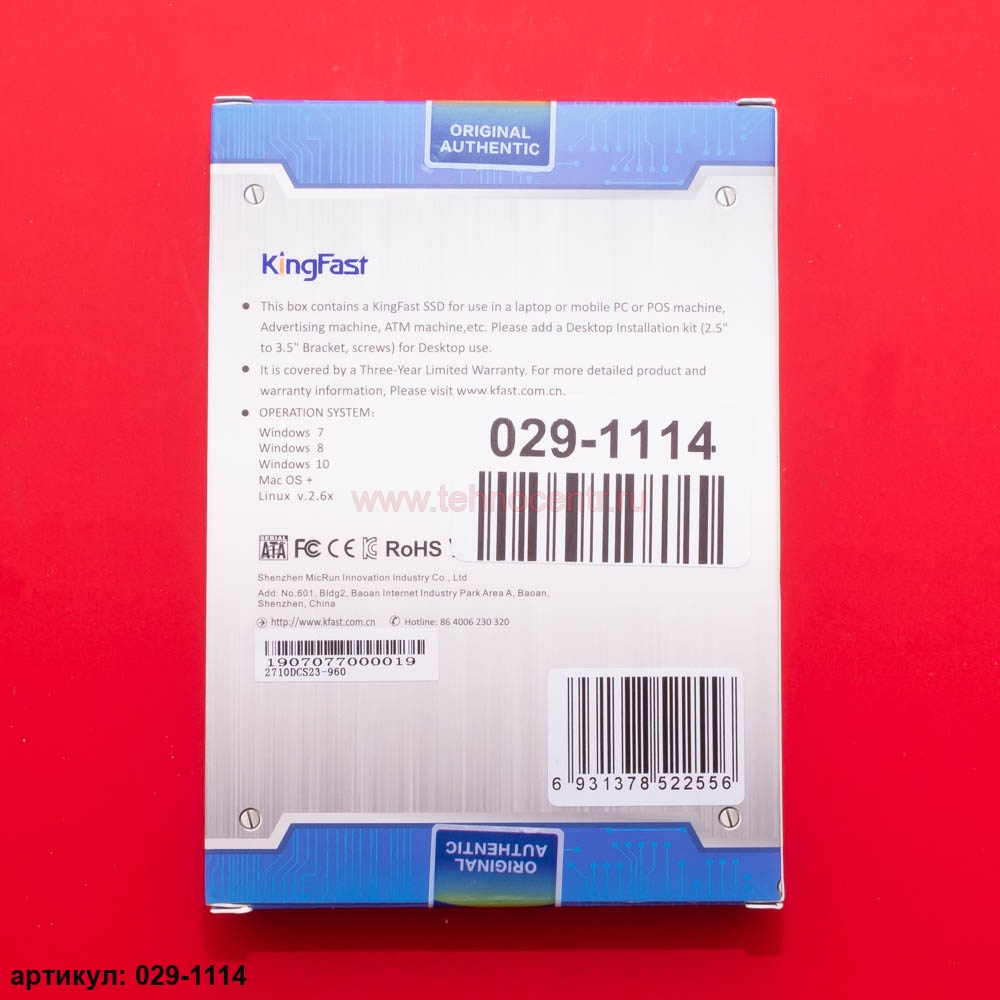 ORIGINAL
AUTHENTIC
KingFast
● This box contains a KingFast SSD for use in a laptop or mobile PC or POS machine,
Advertising machine, ATM machine,etc. Please add a Desktop Installation kit (2.5"
to 3.5" Bracket, screws) for Desktop use.
● It is covered by a Three-Year Limited Warranty. For more detailed product and
warranty information, Please visit www.kfast.com.cn.
● OPERATION SYSTEM:
Windows 7
Windows 8
Windows 10
Mac OS +
Linux v.2.6x
029-1114
www.tehnocentr.ru
SERIAL
ATA FC CE RoHS
Shenzhen MicRun Innovation Industry Co., Ltd
Add: No.601, Bldg2, Baoan Internet Industry Park Area A, Baoan,
Shenzhen, China
http://www.kfast.com.cn Hotline: 86 4006 230 320
1907077000019
2710DCS23-960
6 931378 522556
ORIGINAL
AUTHENTIC
артикул: 029-1114